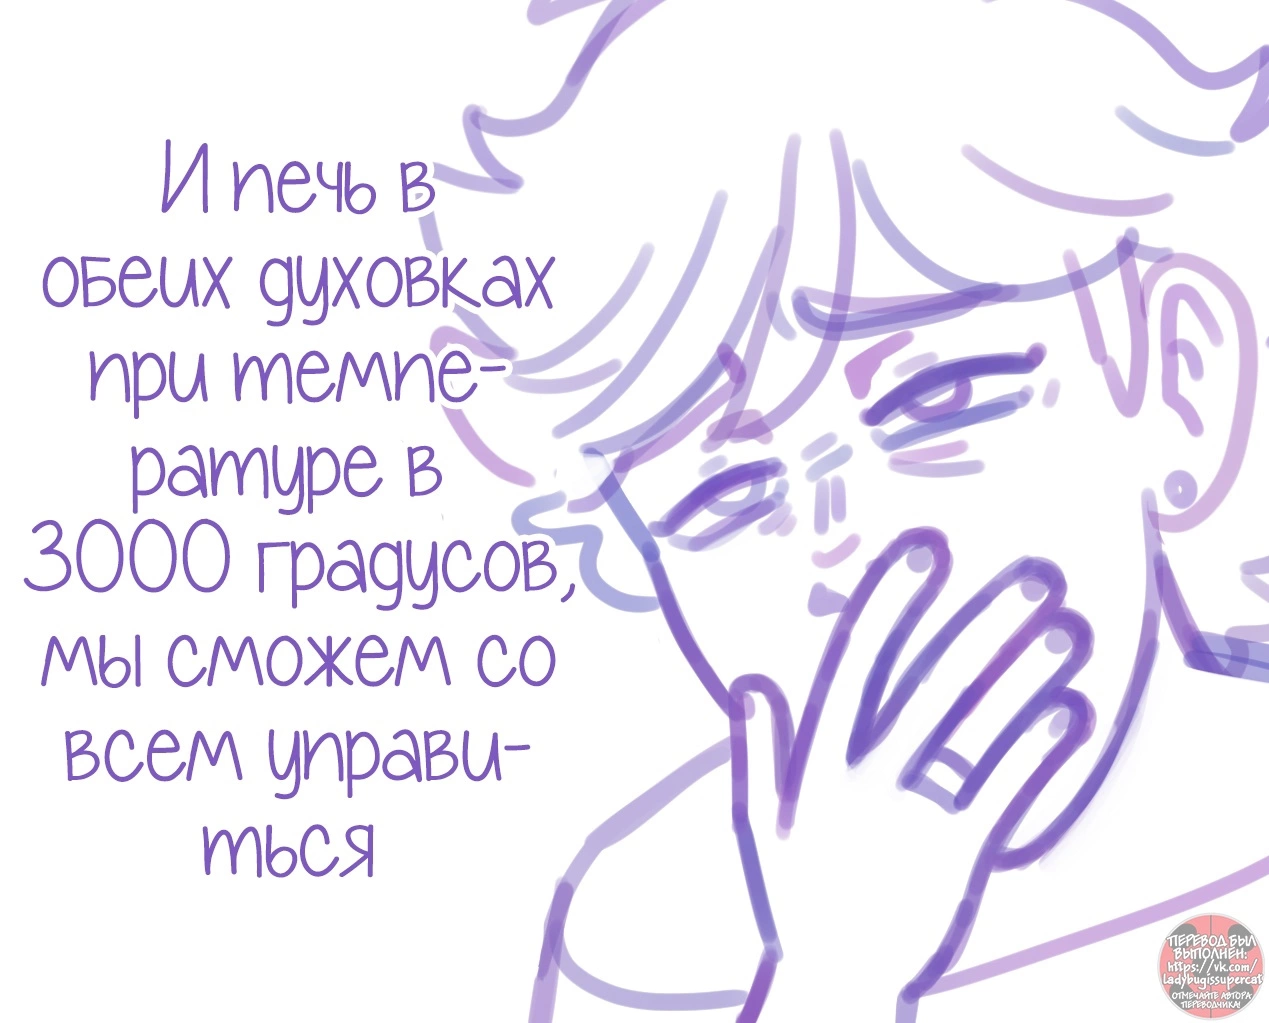 И печь в
обеих духовках
при темпе-
ратуре в
3000 градусов,
мы сможем со
всем управи-
ться
ПЕРЕВОД БЫЛ
ВЫПОЛНЕН:
https://vk.com/
ladybugissupercat
ОТМЕЧАЙТЕ АВТОРА
ПЕРЕВОДЧИКА!